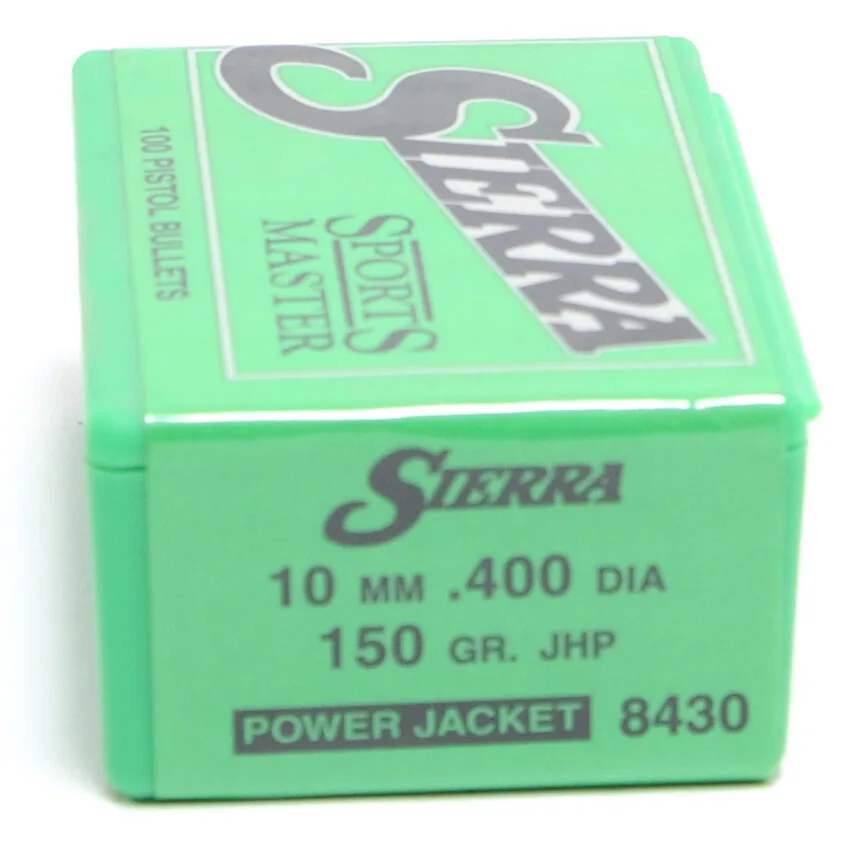 SIERRA
SPORTS
MASTER
100 PISTOL BULLETS
SIERRA
10 MM .400 DIA
150 GR. JHP
POWER JACKET 8430